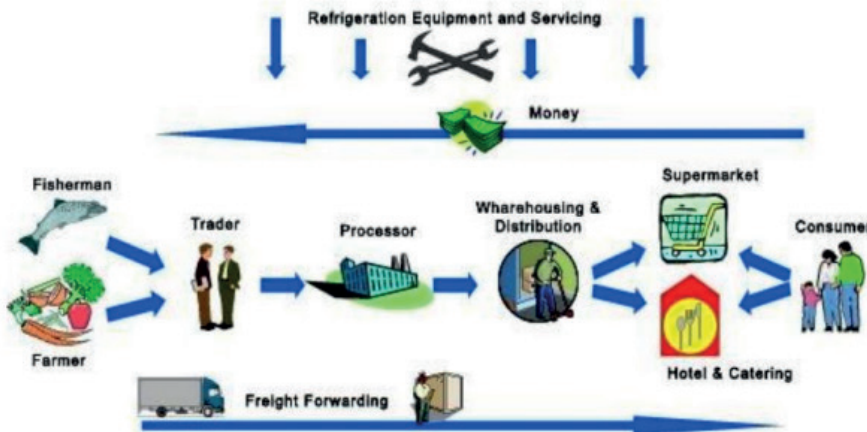 Refrigeration Equipment and Servicing
Money
Fisherman
Trader
Processor
Wharehousing &
Distribution
Supermarket
Consumer
Farmer
Hotel & Catering
Freight Forwarding